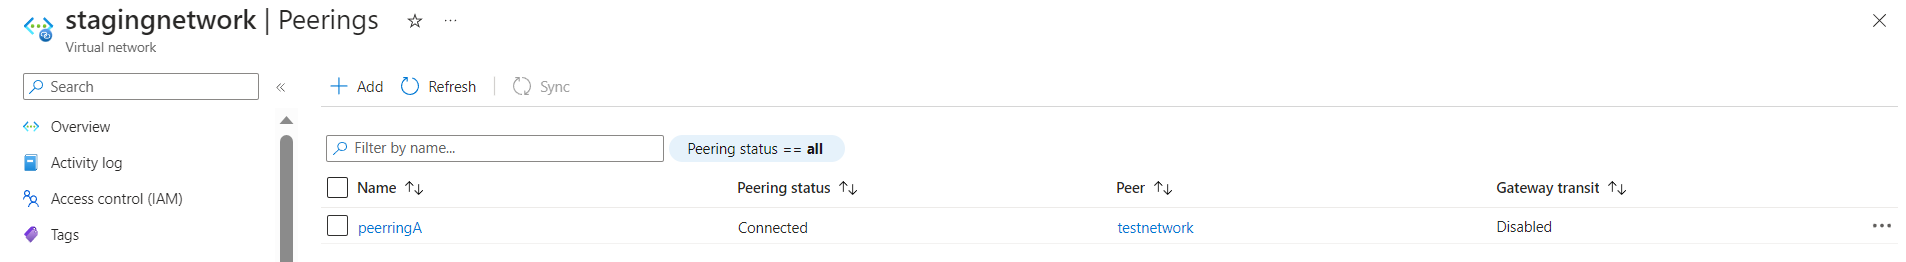 stagingnetwork | Peerings ...
Virtual network
Search «
Overview
Activity log
Access control (IAM)
Tags
Add Refresh Sync
Filter by name... Peering status == all
Name Peering status Peer Gateway transit
peerringA Connected testnetwork Disabled ...